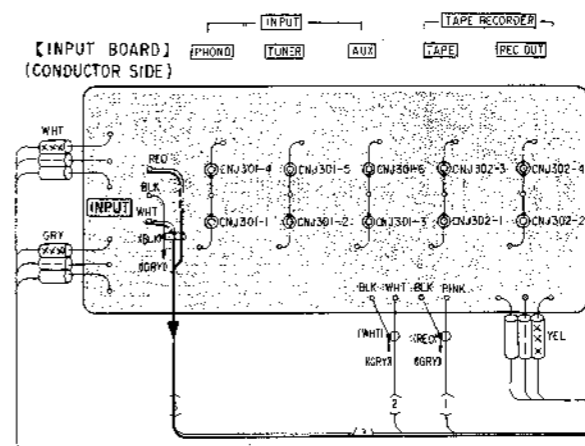 INPUT TAPE RECORDER
【INPUT BOARD】 PHONO TUNER AUX TAPE REC OUT
(CONDUCTOR SIDE)
WHT
RED CNJ301-4 CNJ301-5 CNJ301-6 CNJ302-3 CNJ302-4
BLK
INPUT WHT CNJ301-1 CNJ301-2 CNJ301-3 CNJ302-1 CNJ302-2
GRY (BLK)
(GRY)
BLK WHT BLK PINK
(WHT) (RED) YEL
(GRY) (GRY)
2 1